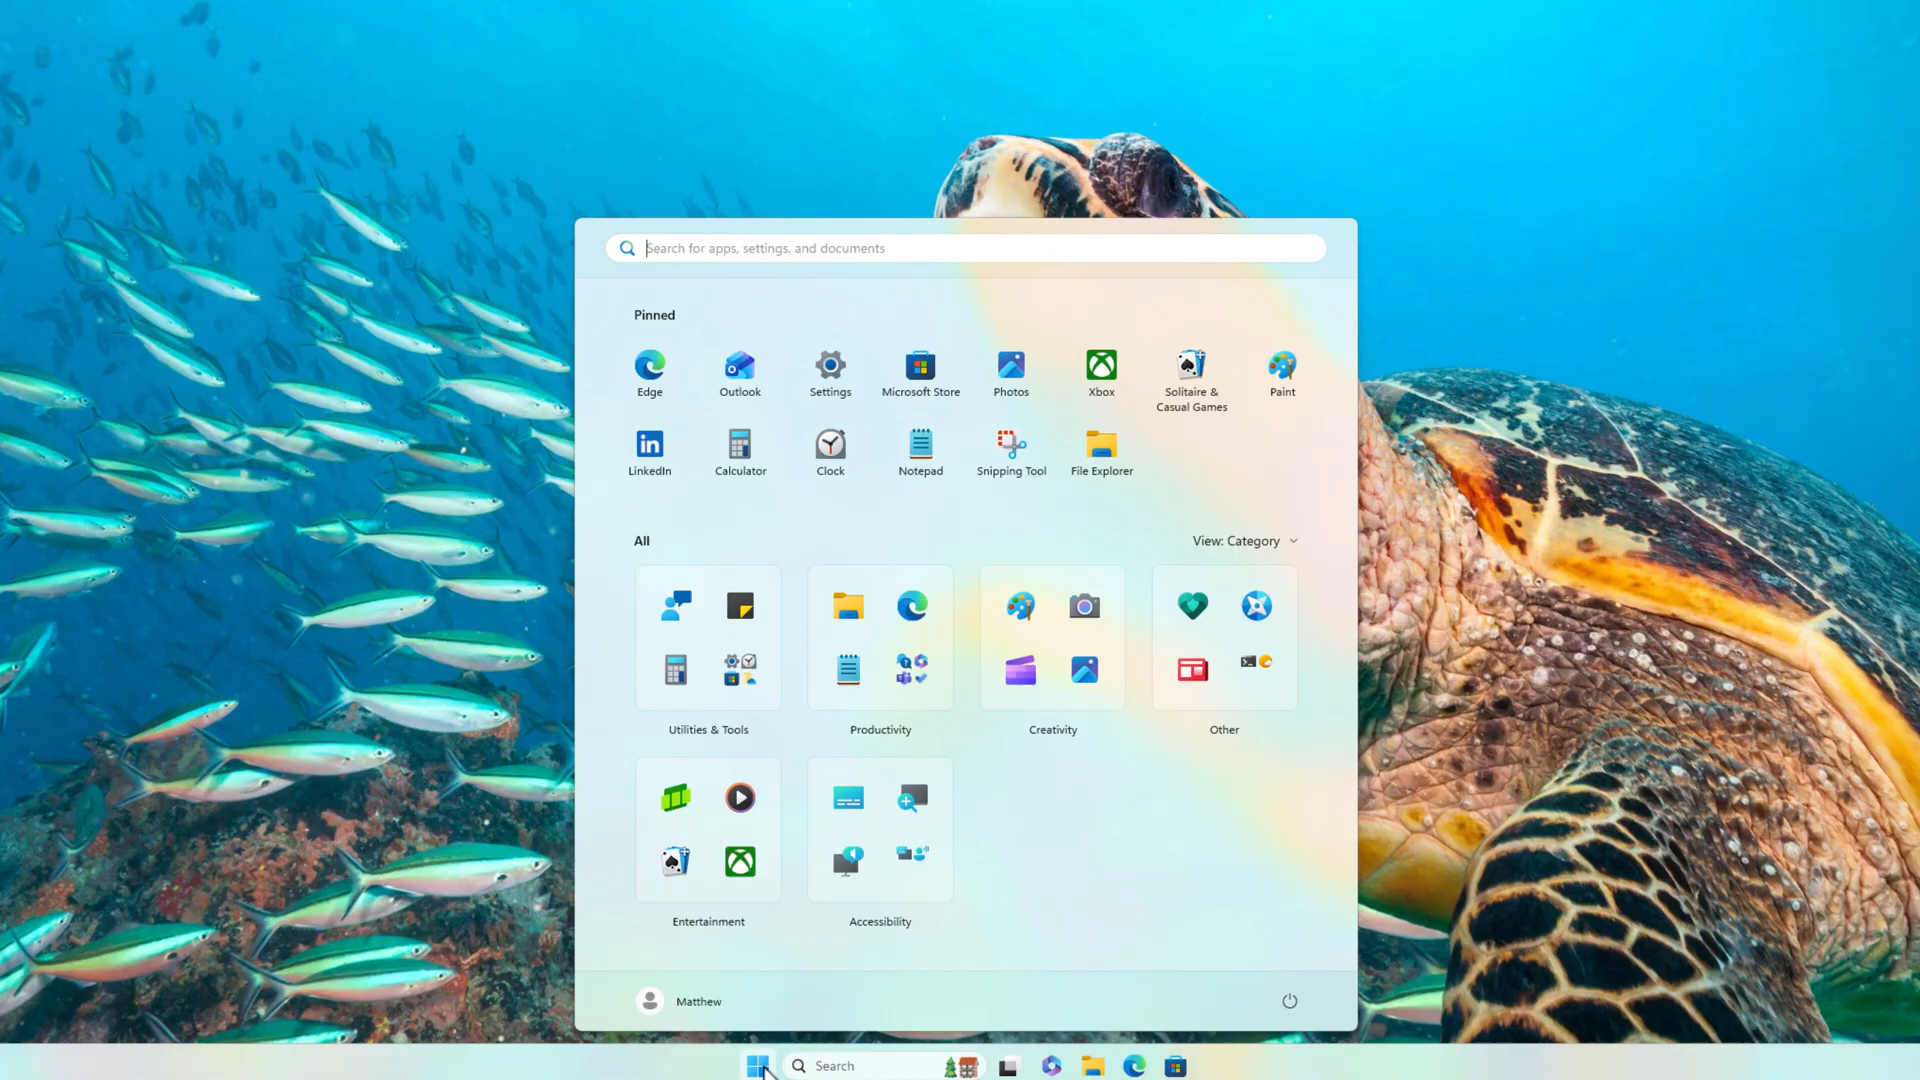 Search for apps, settings, and documents
Pinned
Edge
Outlook
Settings
Microsoft Store
Photos
Xbox
Solitaire &
Casual Games
Paint
LinkedIn
Calculator
Clock
Notepad
Snipping Tool
File Explorer
All
View: Category
Utilities & Tools
Productivity
Creativity
Other
Entertainment
Accessibility
Matthew
Search